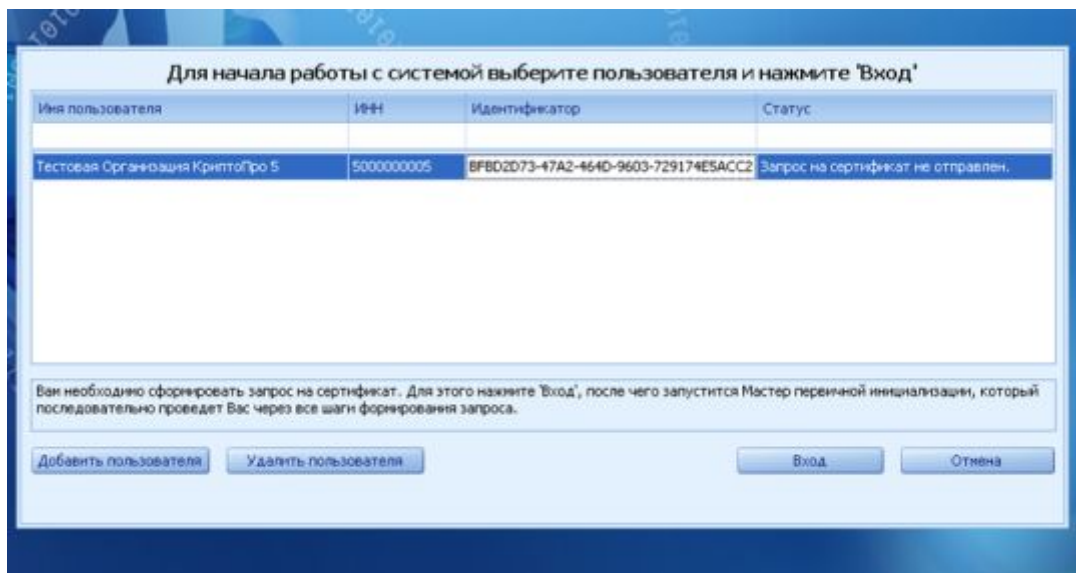 Для начала работы с системой выберите пользователя и нажмите 'Вход'
Имя пользователя ИНН Идентификатор Статус
Тестовая Организация КриптоПро 5 5000000005 BFBD2D73-47A2-464D-9603-729174E5ACC2 Запрос на сертификат не отправлен.
Вам необходимо сформировать запрос на сертификат. Для этого нажмите 'Вход', после чего запустится Мастер первичной инициализации, который
последовательно проведет Вас через все шаги формирования запроса.
Добавить пользователя Удалить пользователя Вход Отмена